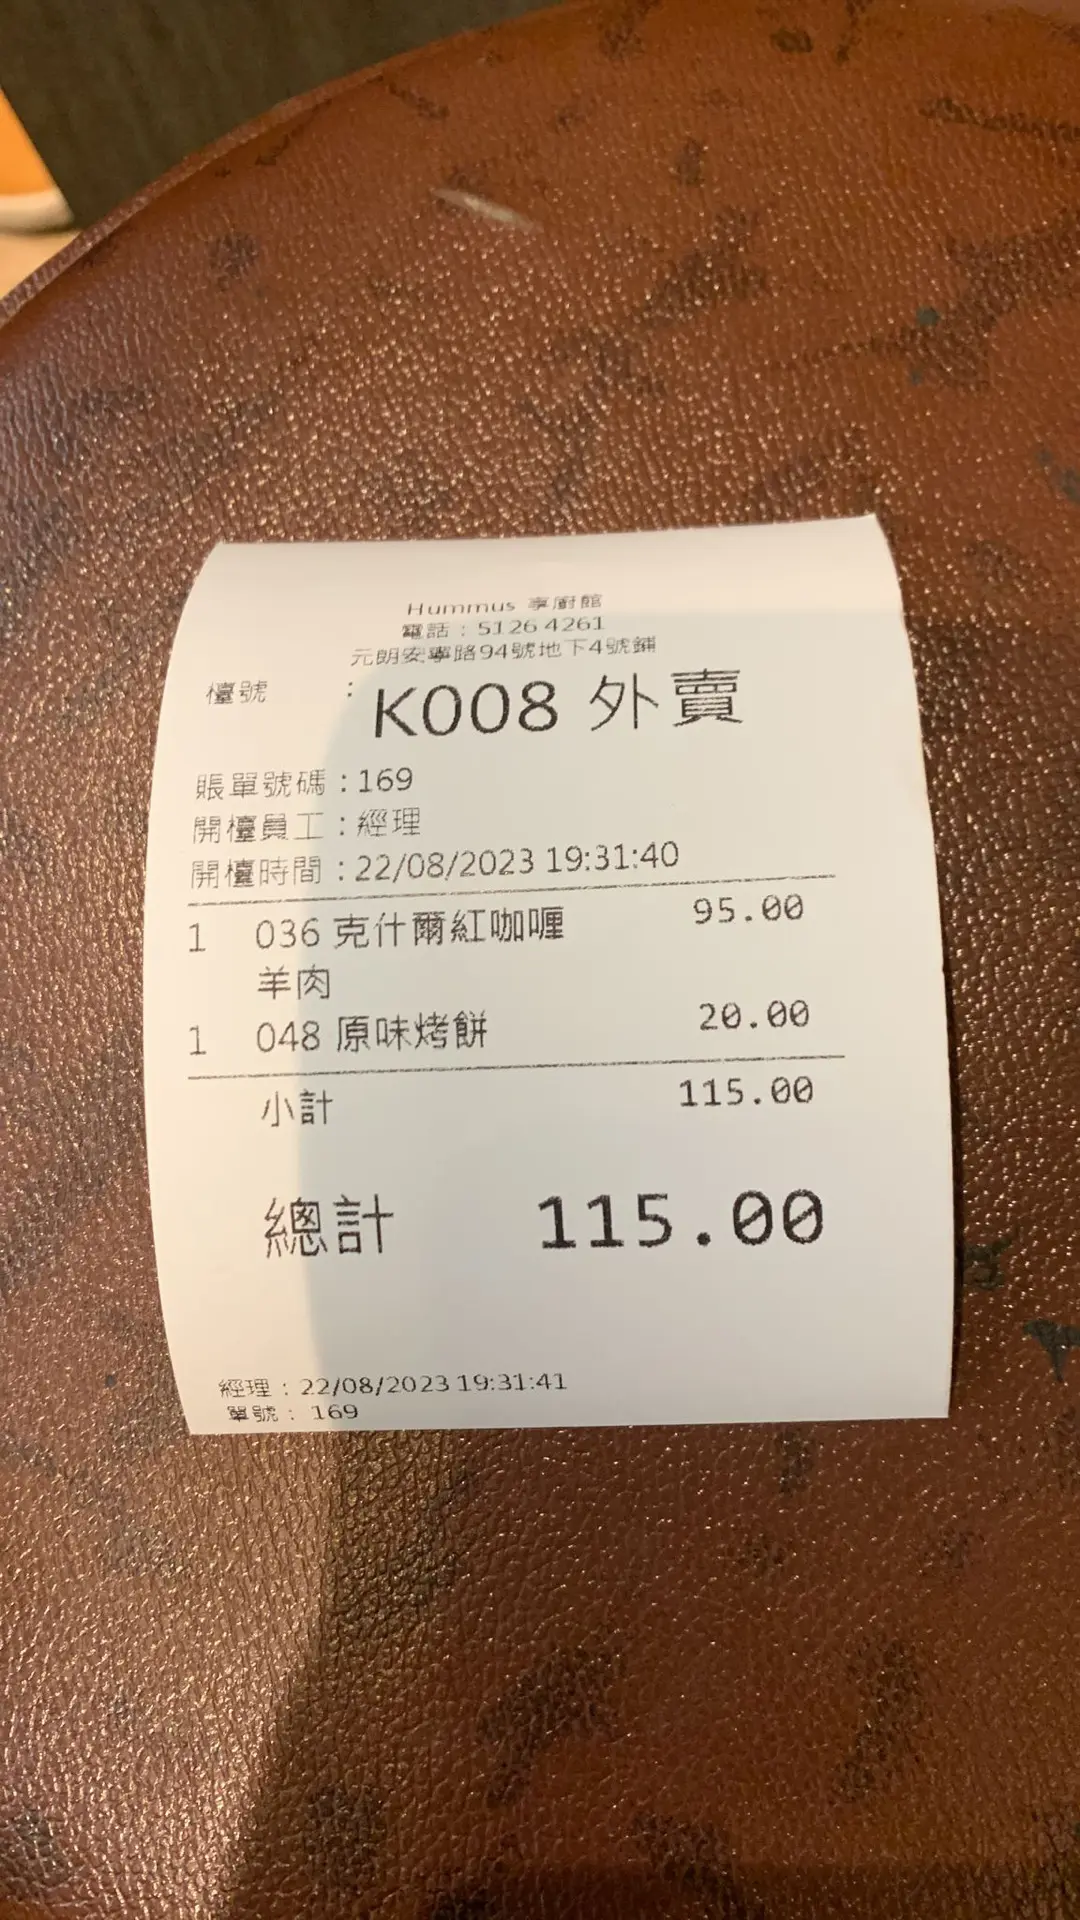 Hummus 享廚館
電話：5126 4261
元朗安寧路94號地下4號鋪
檯號 ： K008 外賣
賬單號碼：169
開檯員工：經理
開檯時間：22/08/2023 19:31:40
1 036 克什爾紅咖喱 95.00
羊肉
1 048 原味烤餅 20.00
小計 115.00
總計 115.00
經理：22/08/2023 19:31:41
單號： 169